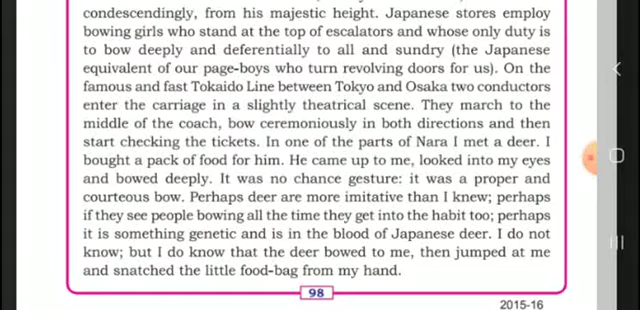 condescendingly, from his majestic height. Japanese stores employ
bowing girls who stand at the top of escalators and whose only duty is
to bow deeply and deferentially to all and sundry (the Japanese
equivalent of our page-boys who turn revolving doors for us). On the
famous and fast Tokaido Line between Tokyo and Osaka two conductors
enter the carriage in a slightly theatrical scene. They march to the
middle of the coach, bow ceremoniously in both directions and then
start checking the tickets. In one of the parts of Nara I met a deer. I
bought a pack of food for him. He came up to me, looked into my eyes
and bowed deeply. It was no chance gesture: it was a proper and
courteous bow. Perhaps deer are more imitative than I knew; perhaps
if they see people bowing all the time they get into the habit too; perhaps
it is something genetic and is in the blood of Japanese deer. I do not
know; but I do know that the deer bowed to me, then jumped at me
and snatched the little food-bag from my hand.
98
2015-16